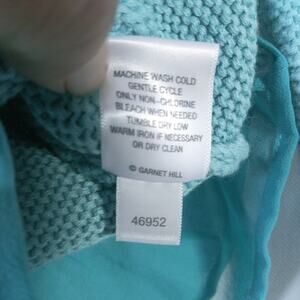 MACHINE WASH COLD
GENTLE CYCLE
ONLY NON-CHLORINE
BLEACH WHEN NEEDED
TUMBLE DRY LOW
WARM IRON IF NECESSARY
OR DRY CLEAN
© GARNET HILL
46952